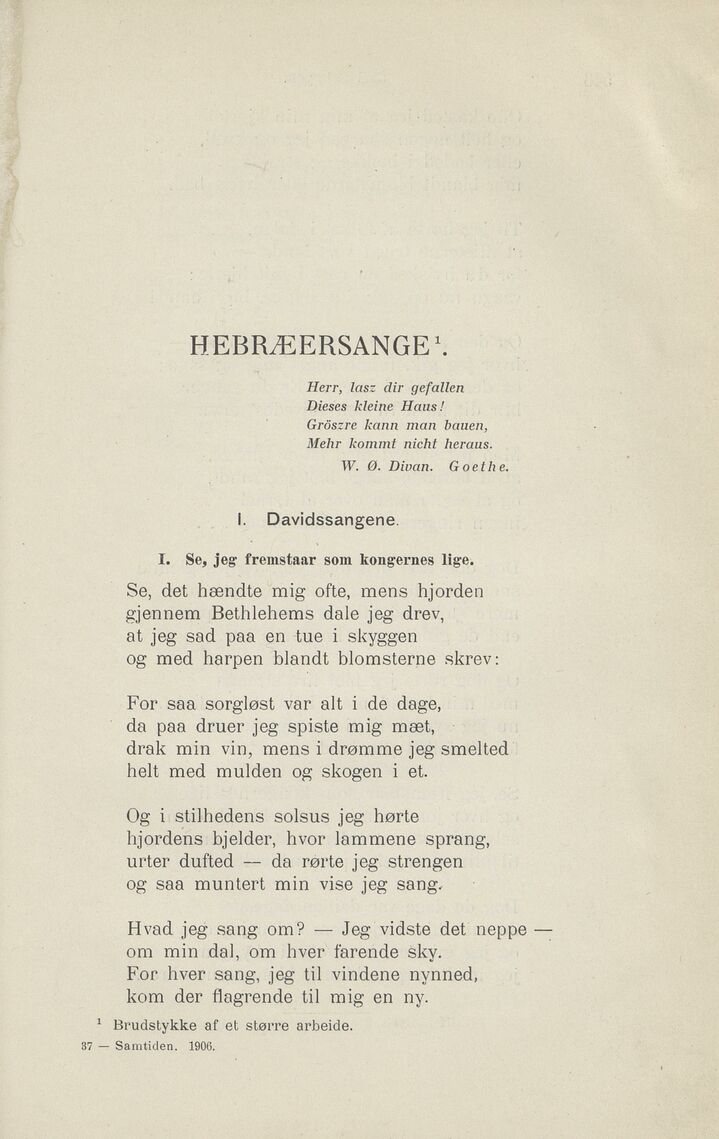 HEBRÆERSANGE¹.
Herr, lasz dir gefallen
Dieses kleine Haus!
Gröszre kann man bauen,
Mehr kommt nicht heraus.
W. Ø. Divan. Goethe.
I. Davidssangene.
I. Se, jeg fremstaar som kongernes lige.
Se, det hændte mig ofte, mens hjorden
gjennem Bethlehems dale jeg drev,
at jeg sad paa en tue i skyggen
og med harpen blandt blomsterne skrev:
For saa sorgløst var alt i de dage,
da paa druer jeg spiste mig mæt,
drak min vin, mens i drømme jeg smelted
helt med mulden og skogen i et.
Og i stilhedens solsus jeg hørte
hjordens bjelder, hvor lammene sprang,
urter dufted — da rørte jeg strengen
og saa muntert min vise jeg sang.
Hvad jeg sang om? — Jeg vidste det neppe —
om min dal, om hver farende sky.
For hver sang, jeg til vindene nynned,
kom der flagrende til mig en ny.
¹ Brudstykke af et større arbeide.
37 — Samtiden. 1906.